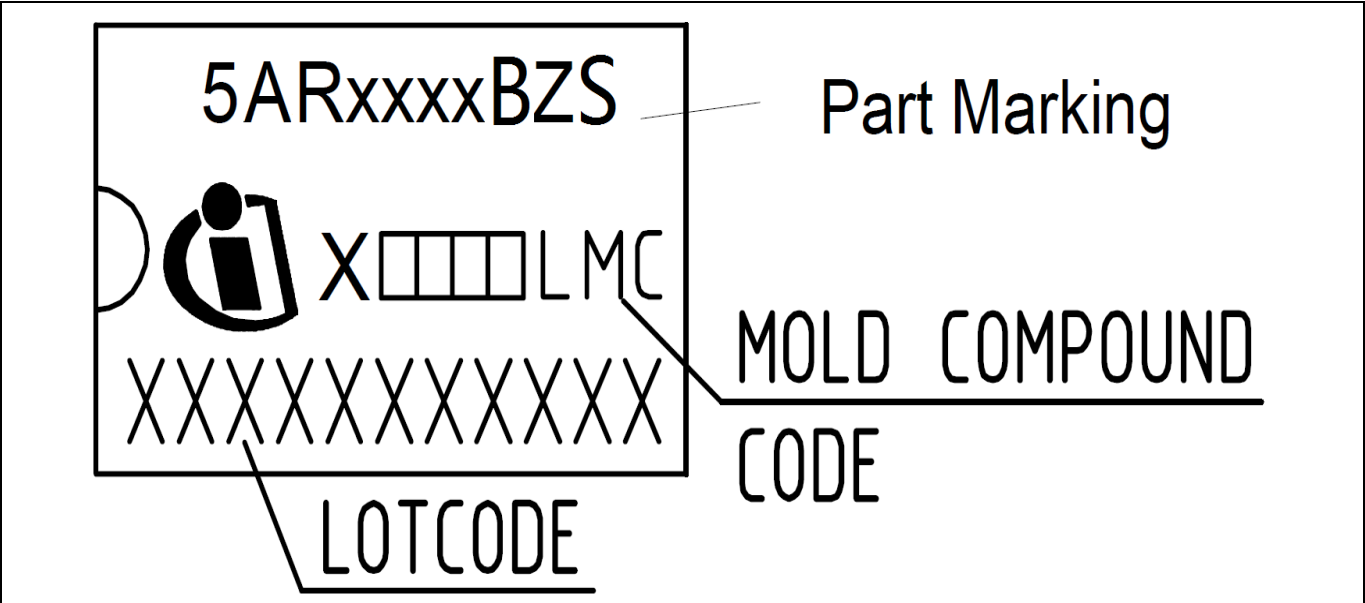 5ARxxxxBZS
Part Marking
X□□□□LMC
MOLD COMPOUND
CODE
XXXXXXXXXXX
LOTCODE